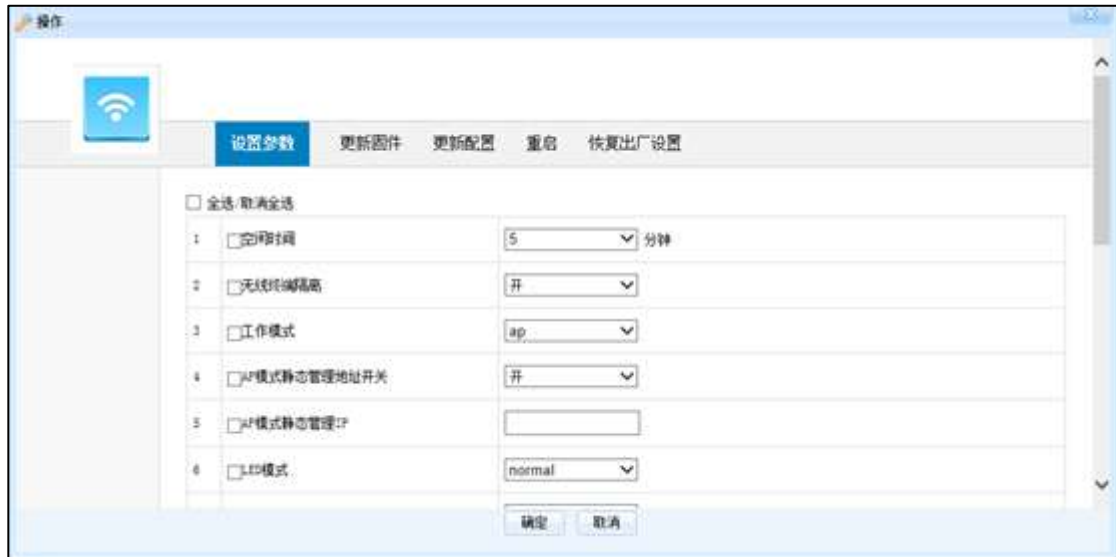 操作
设置参数 更新固件 更新配置 重启 恢复出厂设置
全选/取消全选
1 空闲时间 5 分钟
2 无线终端隔离 开
3 工作模式 ap
4 AP模式静态管理地址开关 开
5 AP模式静态管理IP
6 LED模式 normal
确定 取消